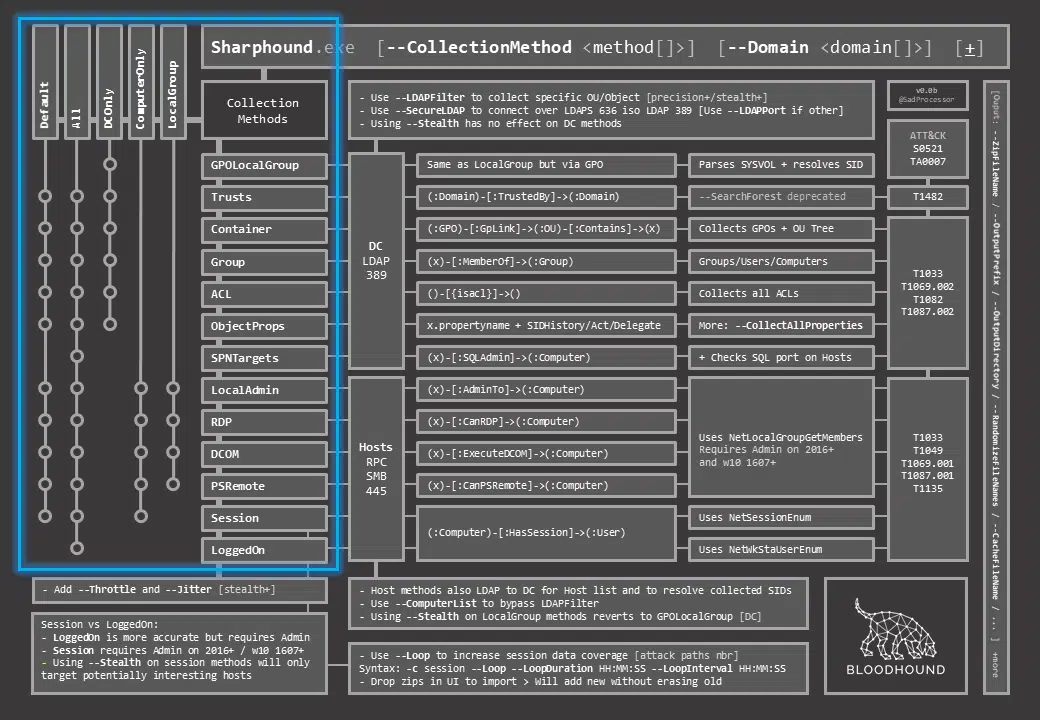 Sharphound.exe [--CollectionMethod <method[]>] [--Domain <domain[]>] [+]
Default
All
DCOnly
ComputerOnly
LocalGroup
Collection
Methods
- Use --LDAPFilter to collect specific OU/Object [precision+/stealth+]
- Use --SecureLDAP to connect over LDAPS 636 iso LDAP 389 [Use --LDAPPort if other]
- Using --Stealth has no effect on DC methods
v0.0b
@SadProcessor
ATT&CK
S0521
TA0007
GPOLocalGroup
Same as LocalGroup but via GPO
Parses SYSVOL + resolves SID
Trusts
(:Domain)-[:TrustedBy]->(:Domain)
--SearchForest deprecated
T1482
Container
(:GPO)-[:GpLink]->(:OU)-[:Contains]->(x)
Collects GPOs + OU Tree
Group
(x)-[:MemberOf]->(:Group)
Groups/Users/Computers
ACL
()-[{isacl}]->()
Collects all ACLs
ObjectProps
x.propertyname + SIDHistory/Act/Delegate
More: --CollectAllProperties
SPNTargets
(x)-[:SQLAdmin]->(:Computer)
+ Checks SQL port on Hosts
DC
LDAP
389
T1033
T1069.002
T1082
T1087.002
LocalAdmin
(x)-[:AdminTo]->(:Computer)
RDP
(x)-[:CanRDP]->(:Computer)
DCOM
(x)-[:ExecuteDCOM]->(:Computer)
PSRemote
(x)-[:CanPSRemote]->(:Computer)
Uses NetLocalGroupGetMembers
Requires Admin on 2016+
and w10 1607+
Session
(:Computer)-[:HasSession]->(:User)
Uses NetSessionEnum
LoggedOn
Uses NetWkStaUserEnum
Hosts
RPC
SMB
445
T1033
T1049
T1069.001
T1087.001
T1135
[Ouput: --ZipFileName / --OutputPrefix / --OutputDirectory / --RandomizeFileNames / --CacheFileName / ... ] +more
- Add --Throttle and --Jitter [stealth+]
Session vs LoggedOn:
- LoggedOn is more accurate but requires Admin
- Session requires Admin on 2016+ / w10 1607+
- Using --Stealth on session methods will only
target potentially interesting hosts
- Host methods also LDAP to DC for Host list and to resolve collected SIDs
- Use --ComputerList to bypass LDAPFilter
- Using --Stealth on LocalGroup methods reverts to GPOLocalGroup [DC]
- Use --Loop to increase session data coverage [attack paths nbr]
Syntax: -c session --Loop --LoopDuration HH:MM:SS --LoopInterval HH:MM:SS
- Drop zips in UI to import > Will add new without erasing old
BLOODHOUND